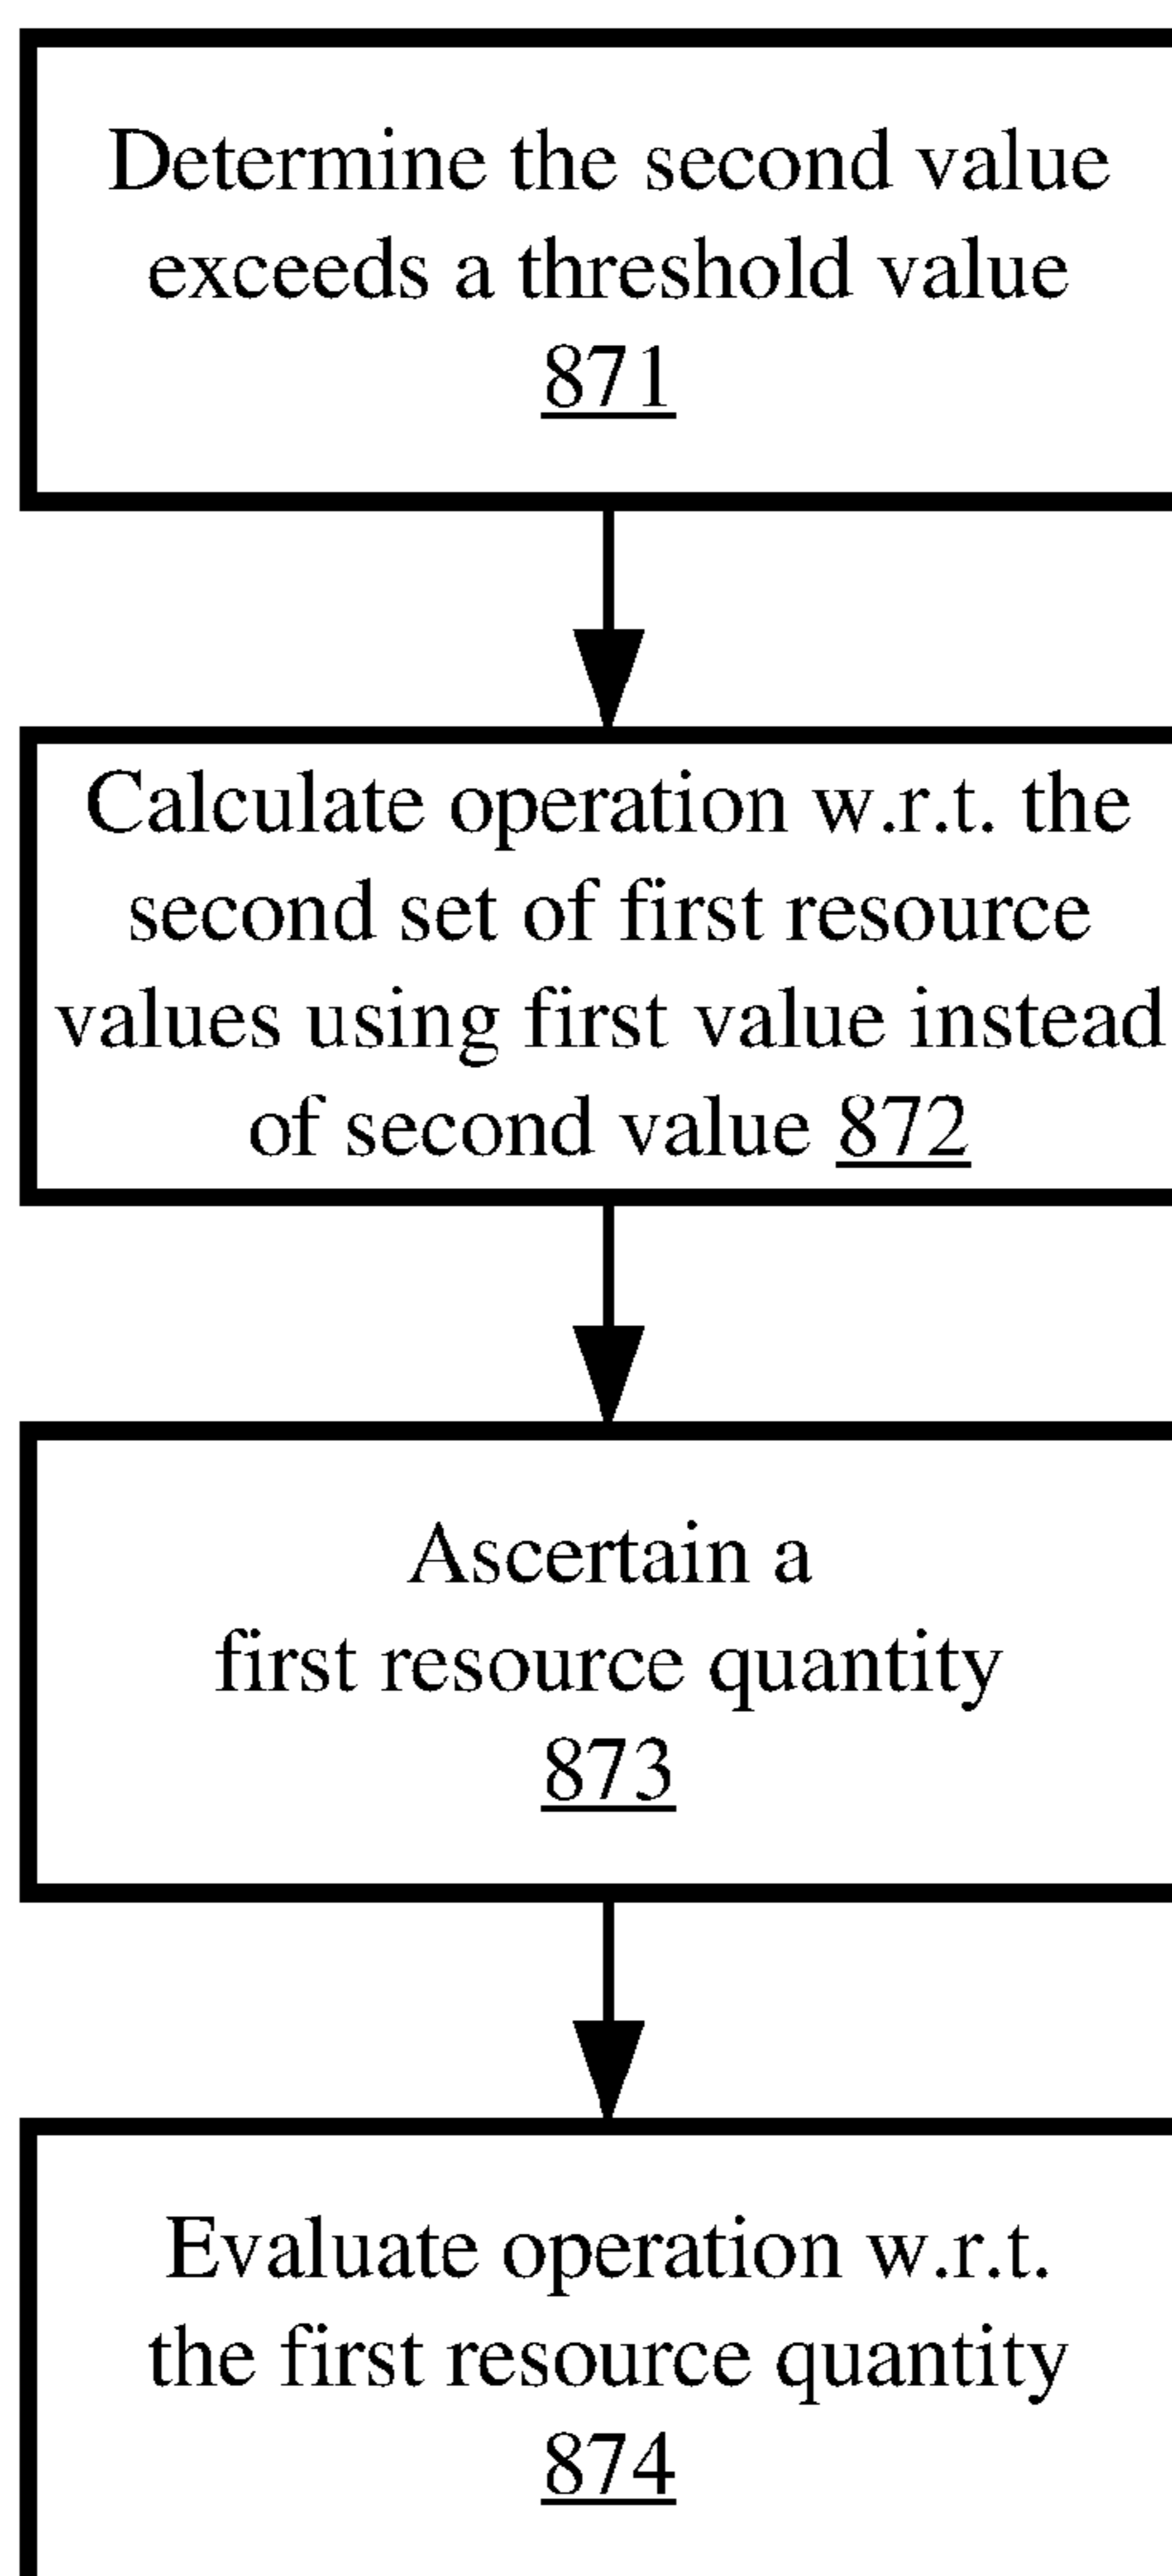 Determine the second value
exceeds a threshold value
871
Calculate operation w.r.t. the
second set of first resource
values using first value instead
of second value 872
Ascertain a
first resource quantity
873
Evaluate operation w.r.t.
the first resource quantity
874